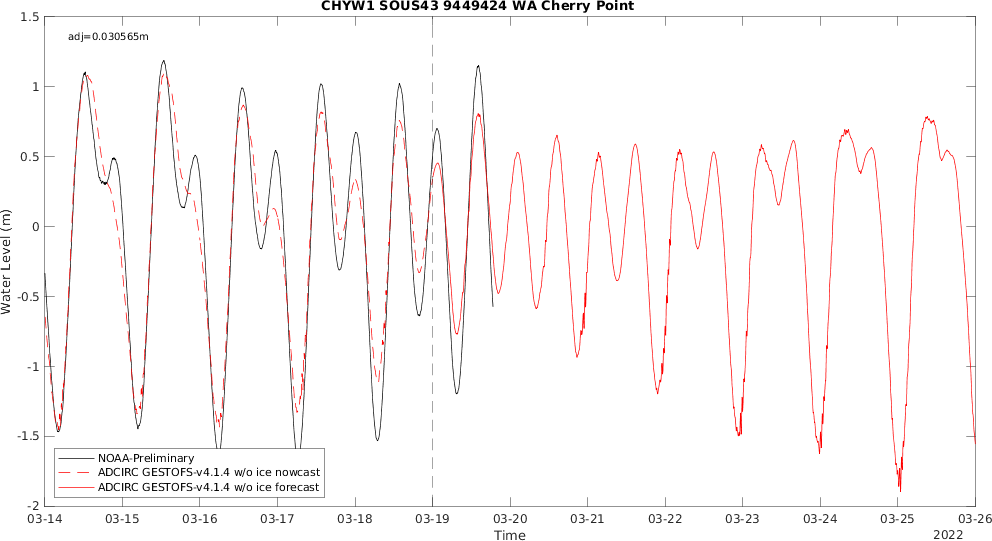 CHYW1 SOUS43 9449424 WA Cherry Point
adj=0.030565m
Water Level (m)
1.5
1
0.5
0
-0.5
-1
-1.5
-2
NOAA-Preliminary
ADCIRC GESTOFS-v4.1.4 w/o ice nowcast
ADCIRC GESTOFS-v4.1.4 w/o ice forecast
03-14 03-15 03-16 03-17 03-18 03-19 03-20 03-21 03-22 03-23 03-24 03-25 03-26
Time
2022